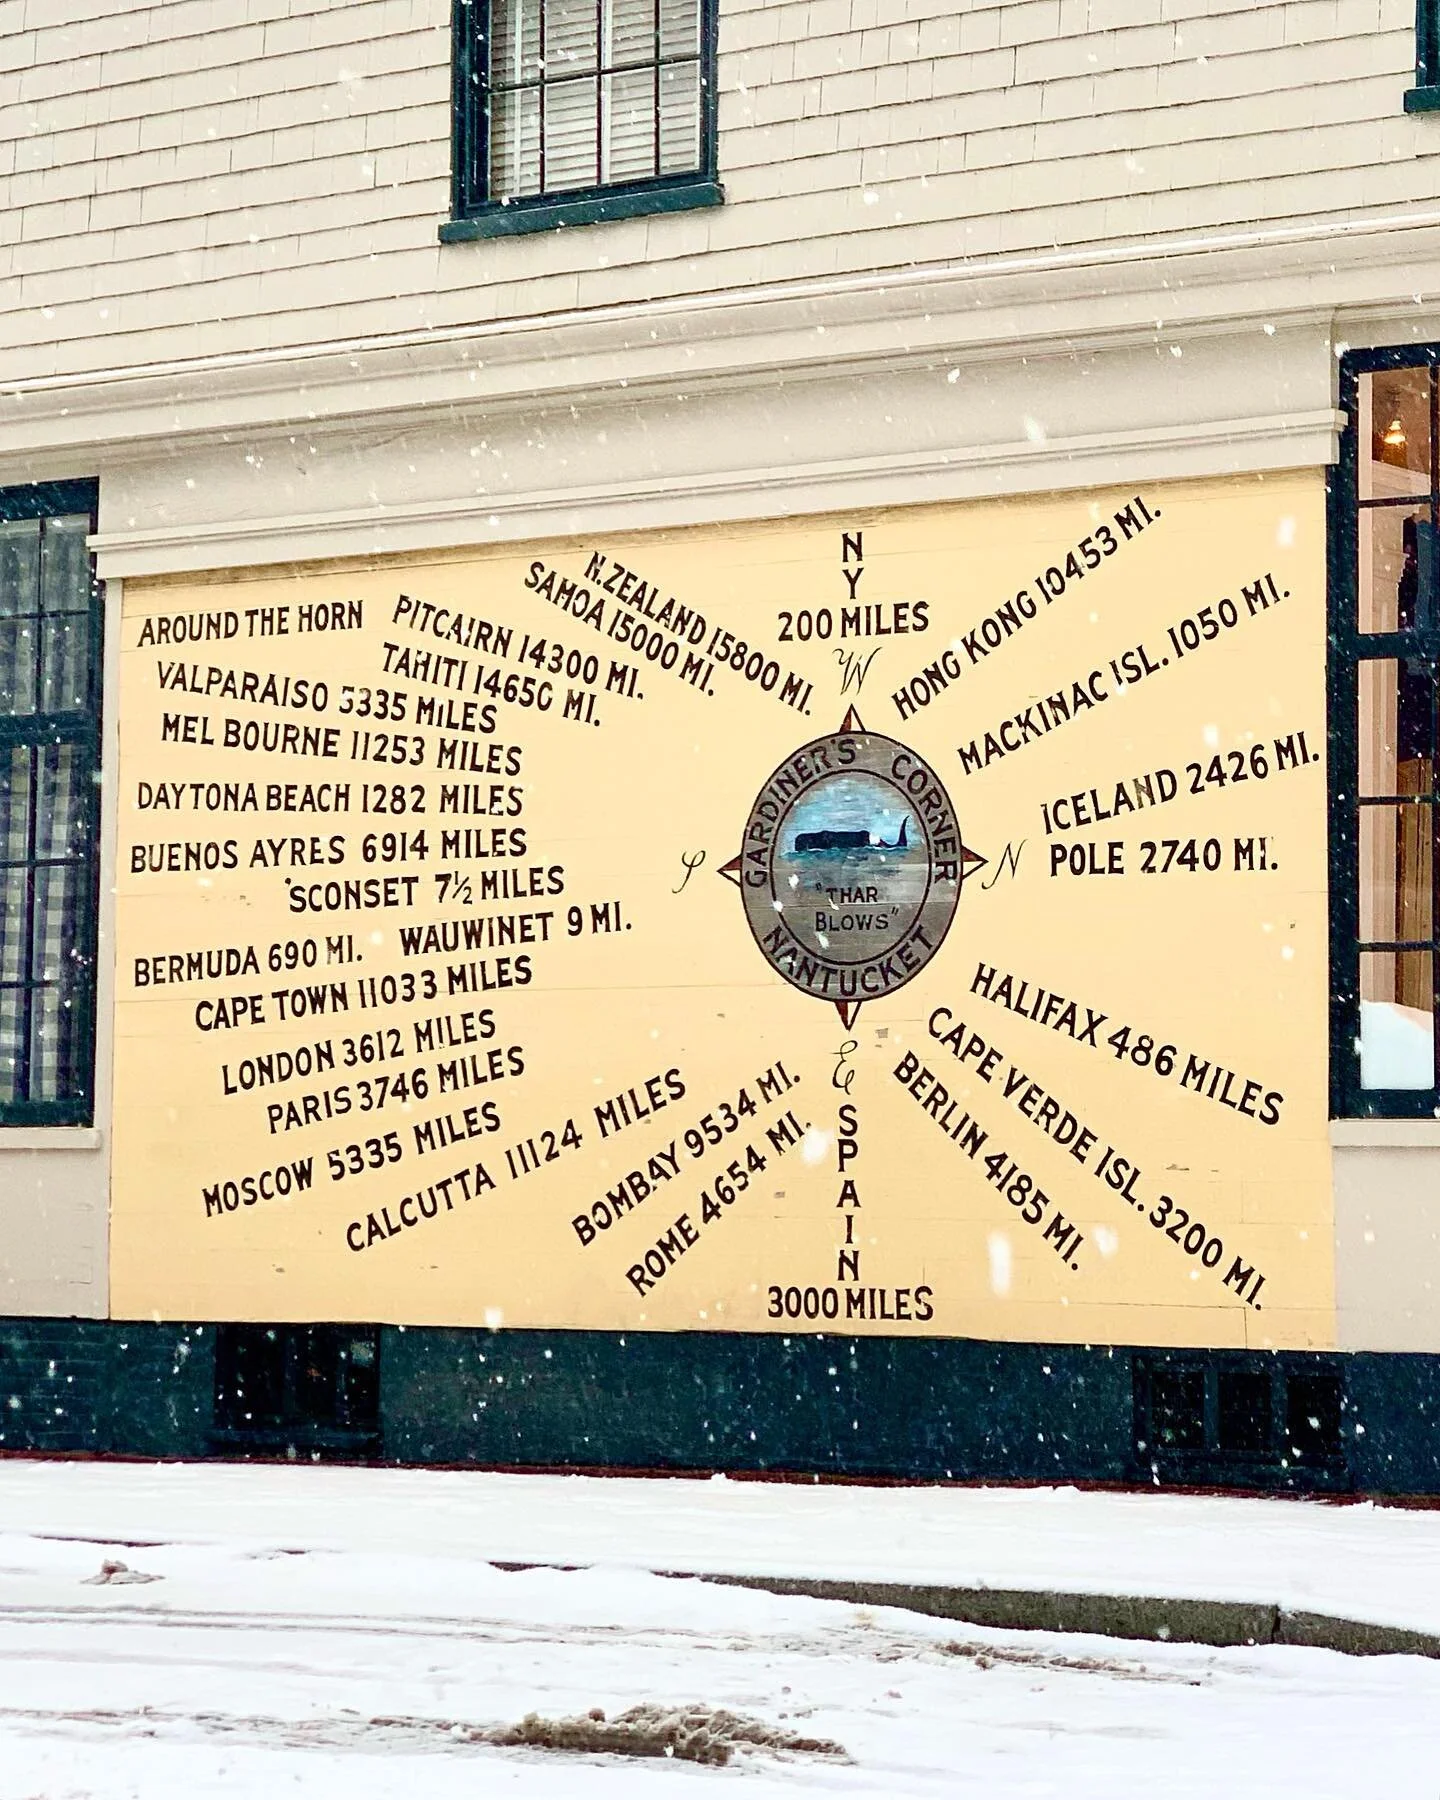 AROUND THE HORN
VALPARAISO 5335 MILES
MEL BOURNE 11253 MILES
DAYTONA BEACH 1282 MILES
BUENOS AYRES 6914 MILES
'SCONSET 7½ MILES
BERMUDA 690 MI.
WAUWINET 9 MI.
CAPE TOWN 11033 MILES
LONDON 3612 MILES
PARIS 3746 MILES
MOSCOW 5335 MILES
CALCUTTA 11124 MILES
BOMBAY 9534 MI.
ROME 4654 MI.
PITCAIRN 14300 MI.
TAHITI 14650 MI.
N. ZEALAND 15800 MI.
SAMOA 15000 MI.
NY
200 MILES
W
HONG KONG 10453 MI.
MACKINAC ISL. 1050 MI.
ICELAND 2426 MI.
POLE 2740 MI.
S
GARDINER'S CORNER
"THAR
BLOWS"
NANTUCKET
N
E
SPAIN
3000 MILES
HALIFAX 486 MILES
CAPE VERDE ISL. 3200 MI.
BERLIN 4185 MI.